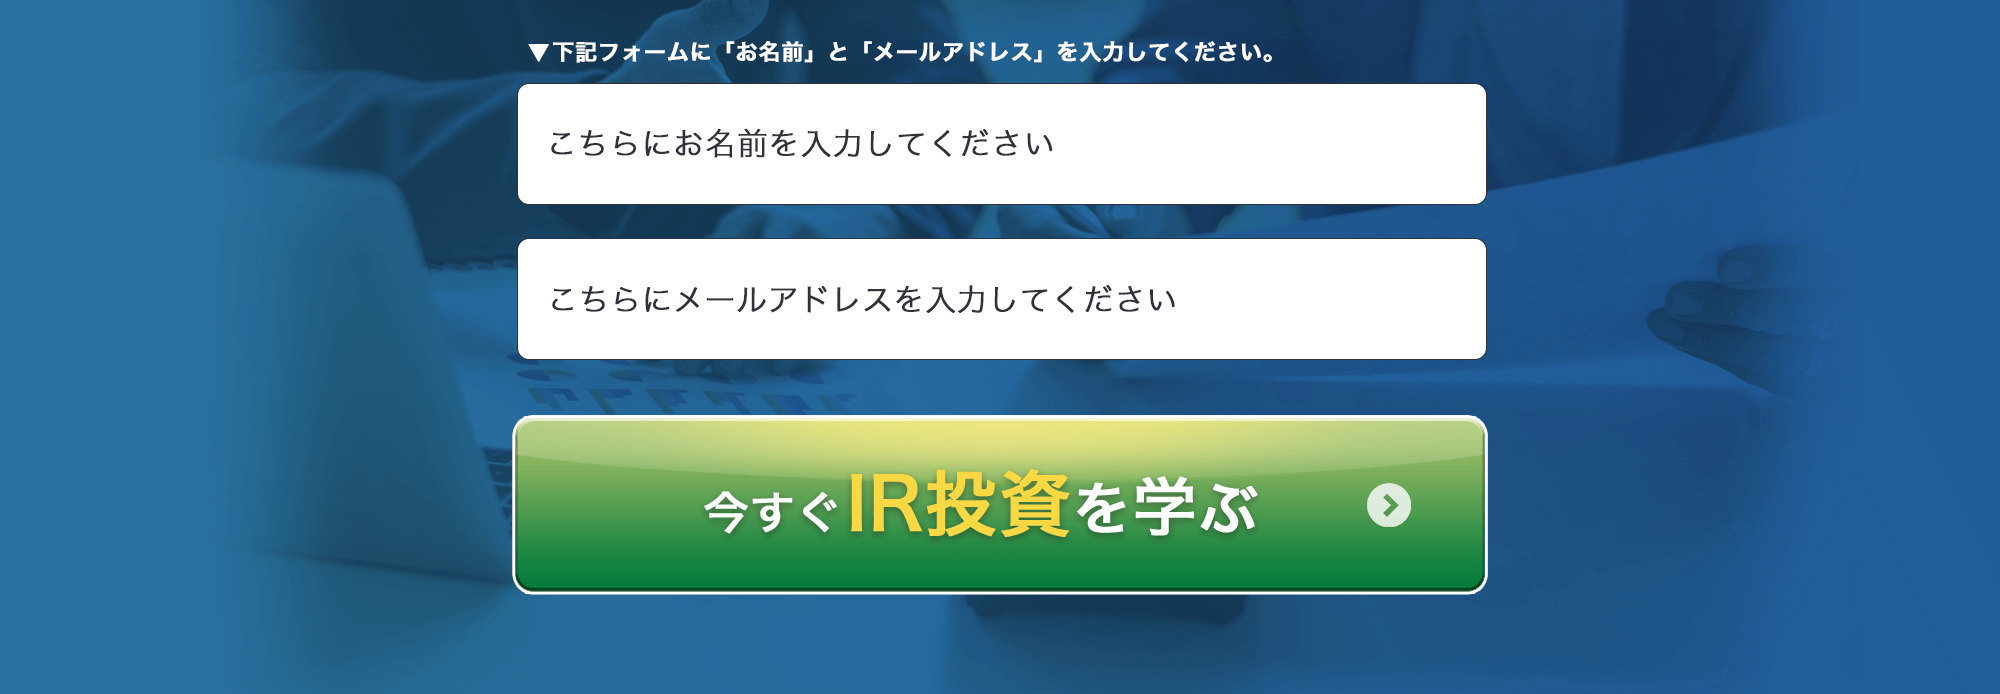 ▼下記フォームに「お名前」と「メールアドレス」を入力してください。
こちらにお名前を入力してください
こちらにメールアドレスを入力してください
今すぐIR投資を学ぶ